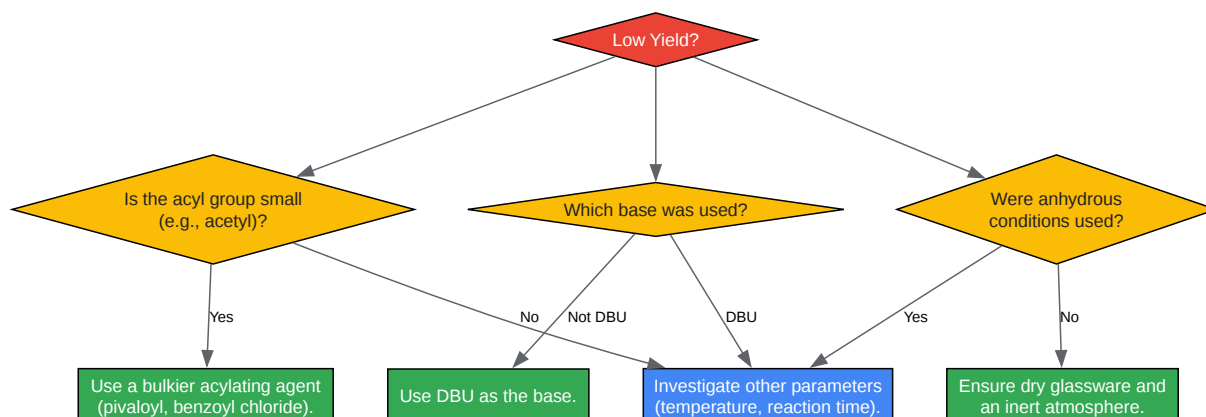 Low Yield?
Is the acyl group small
(e.g., acetyl)?
Which base was used?
Were anhydrous
conditions used?
Yes
No
Not DBU
DBU
Yes
No
Use a bulkier acylating agent
(pivaloyl, benzoyl chloride).
Use DBU as the base.
Investigate other parameters
(temperature, reaction time).
Ensure dry glassware and
an inert atmosphere.